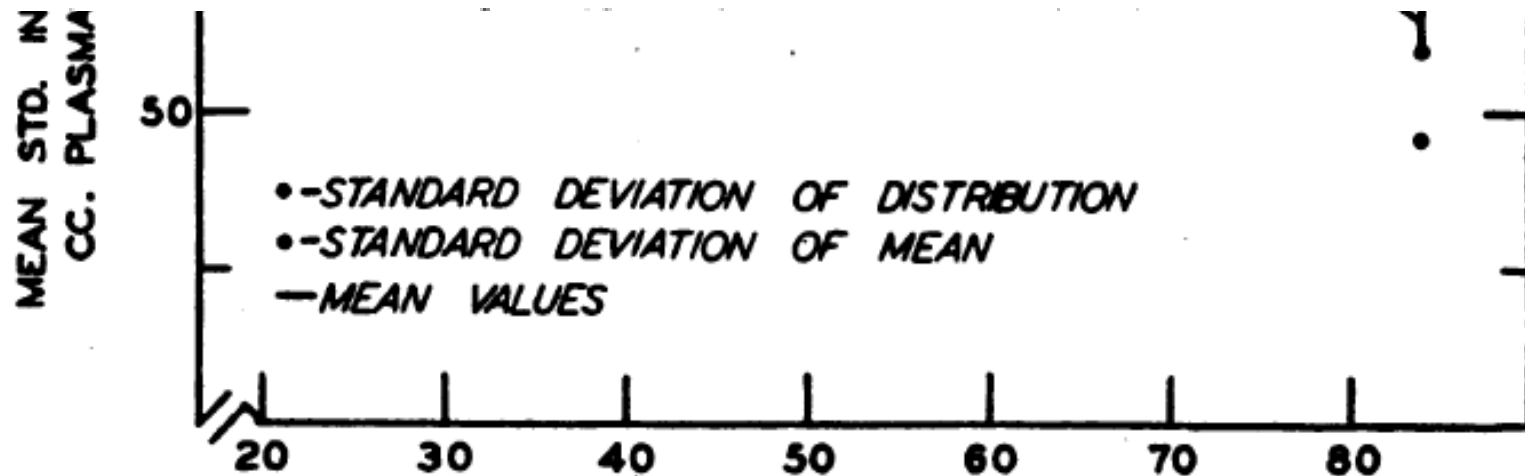 MEAN STD. IN
CC. PLASMA
50
•-STANDARD DEVIATION OF DISTRIBUTION
•-STANDARD DEVIATION OF MEAN
—MEAN VALUES
20 30 40 50 60 70 80